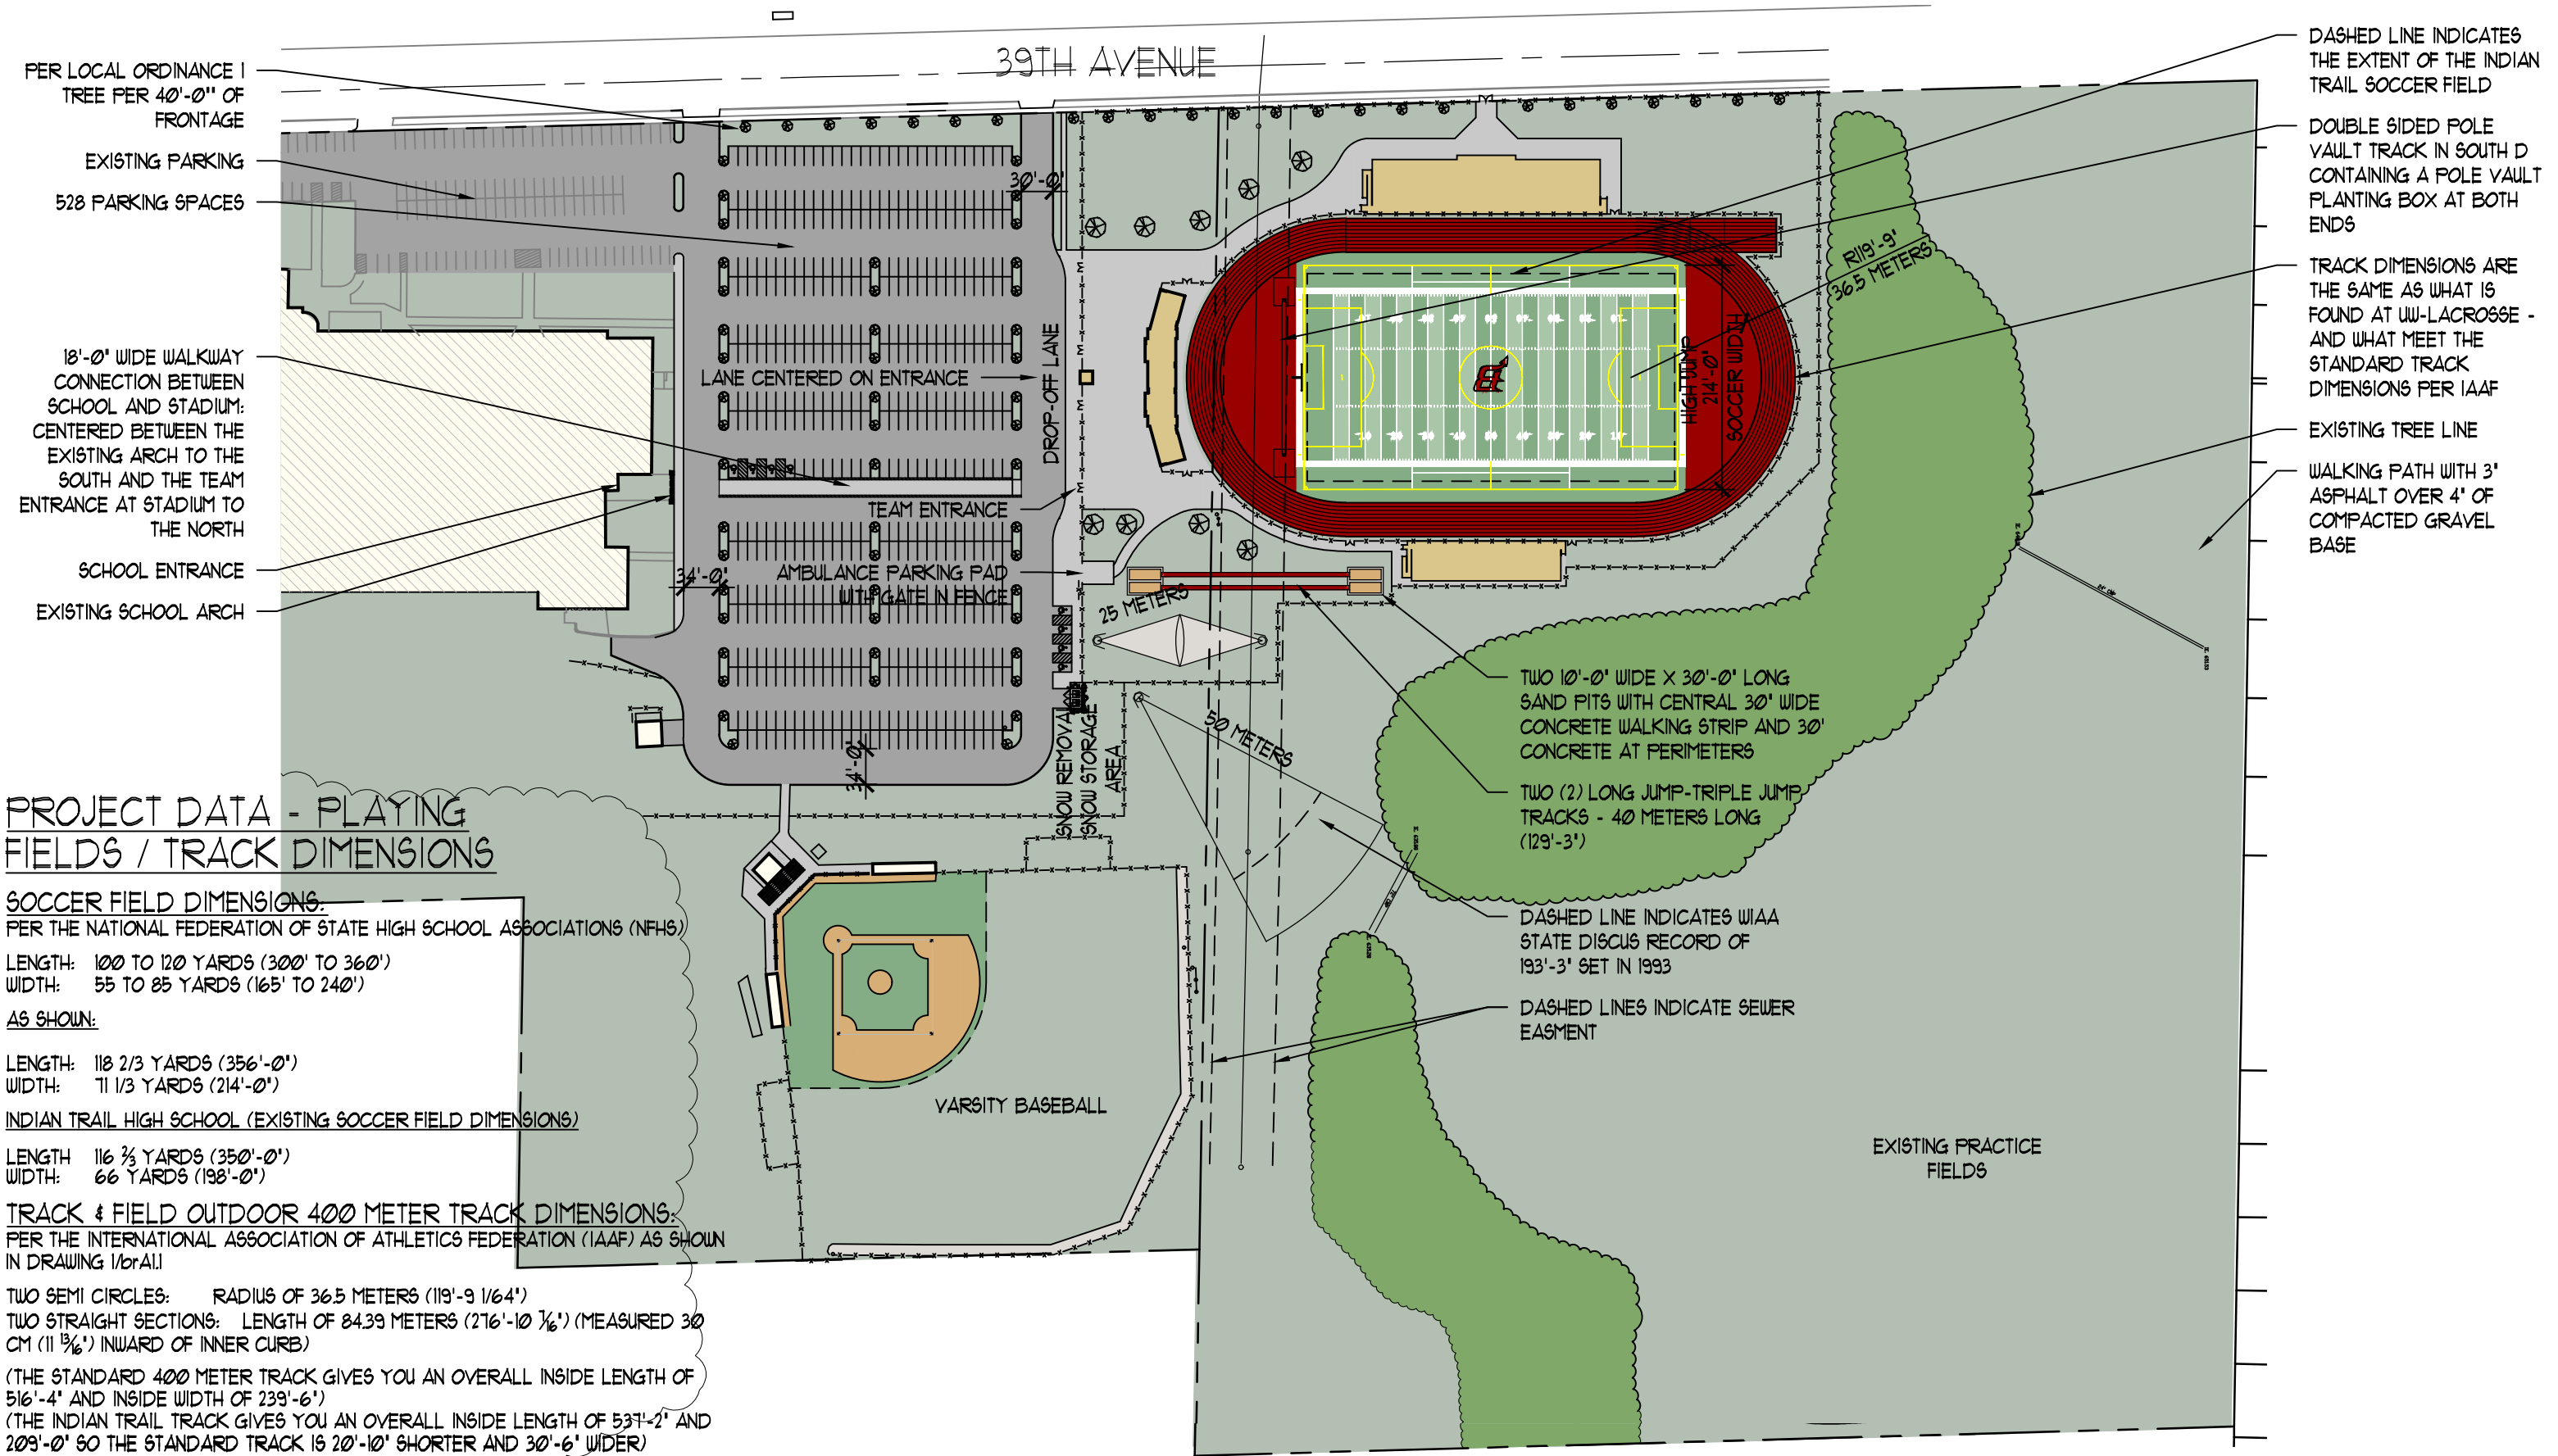 39TH AVENUE
PER LOCAL ORDINANCE 1
TREE PER 40'-0'' OF
FRONTAGE
EXISTING PARKING
528 PARKING SPACES
18'-0" WIDE WALKWAY
CONNECTION BETWEEN
SCHOOL AND STADIUM:
CENTERED BETWEEN THE
EXISTING ARCH TO THE
SOUTH AND THE TEAM
ENTRANCE AT STADIUM TO
THE NORTH
SCHOOL ENTRANCE
EXISTING SCHOOL ARCH
30'-0"
LANE CENTERED ON ENTRANCE
DROP-OFF LANE
TEAM ENTRANCE
34'-0"
AMBULANCE PARKING PAD
WITH GATE IN FENCE
34'-0"
SNOW REMOVAL
SNOW STORAGE
AREA
25 METERS
50 METERS
HIGH JUMP
214'-0"
SOCCER WIDTH
R119'-9"
36.5 METERS
B
DASHED LINE INDICATES
THE EXTENT OF THE INDIAN
TRAIL SOCCER FIELD
DOUBLE SIDED POLE
VAULT TRACK IN SOUTH D
CONTAINING A POLE VAULT
PLANTING BOX AT BOTH
ENDS
TRACK DIMENSIONS ARE
THE SAME AS WHAT IS
FOUND AT UW-LACROSSE -
AND WHAT MEET THE
STANDARD TRACK
DIMENSIONS PER IAAF
EXISTING TREE LINE
WALKING PATH WITH 3"
ASPHALT OVER 4" OF
COMPACTED GRAVEL
BASE
TWO 10'-0" WIDE X 30'-0" LONG
SAND PITS WITH CENTRAL 30" WIDE
CONCRETE WALKING STRIP AND 30'
CONCRETE AT PERIMETERS
TWO (2) LONG JUMP-TRIPLE JUMP
TRACKS - 40 METERS LONG
(129'-3")
DASHED LINE INDICATES WIAA
STATE DISCUS RECORD OF
193'-3" SET IN 1993
DASHED LINES INDICATE SEWER
EASMENT
VARSITY BASEBALL
EXISTING PRACTICE
FIELDS
PROJECT DATA - PLAYING
FIELDS / TRACK DIMENSIONS
SOCCER FIELD DIMENSIONS:
PER THE NATIONAL FEDERATION OF STATE HIGH SCHOOL ASSOCIATIONS (NFHS)
LENGTH: 100 TO 120 YARDS (300' TO 360')
WIDTH: 55 TO 85 YARDS (165' TO 240')
AS SHOWN:
LENGTH: 118 2/3 YARDS (356'-0")
WIDTH: 71 1/3 YARDS (214'-0")
INDIAN TRAIL HIGH SCHOOL (EXISTING SOCCER FIELD DIMENSIONS)
LENGTH 116 ⅔ YARDS (350'-0")
WIDTH: 66 YARDS (198'-0")
TRACK & FIELD OUTDOOR 400 METER TRACK DIMENSIONS:
PER THE INTERNATIONAL ASSOCIATION OF ATHLETICS FEDERATION (IAAF) AS SHOWN
IN DRAWING 1/brA1.1
TWO SEMI CIRCLES: RADIUS OF 36.5 METERS (119'-9 1/64")
TWO STRAIGHT SECTIONS: LENGTH OF 84.39 METERS (276'-10 7/16") (MEASURED 30
CM (11 13/16") INWARD OF INNER CURB)
(THE STANDARD 400 METER TRACK GIVES YOU AN OVERALL INSIDE LENGTH OF
516'-4" AND INSIDE WIDTH OF 239'-6")
(THE INDIAN TRAIL TRACK GIVES YOU AN OVERALL INSIDE LENGTH OF 537'-2" AND
209'-0" SO THE STANDARD TRACK IS 20'-10" SHORTER AND 30'-6" WIDER)